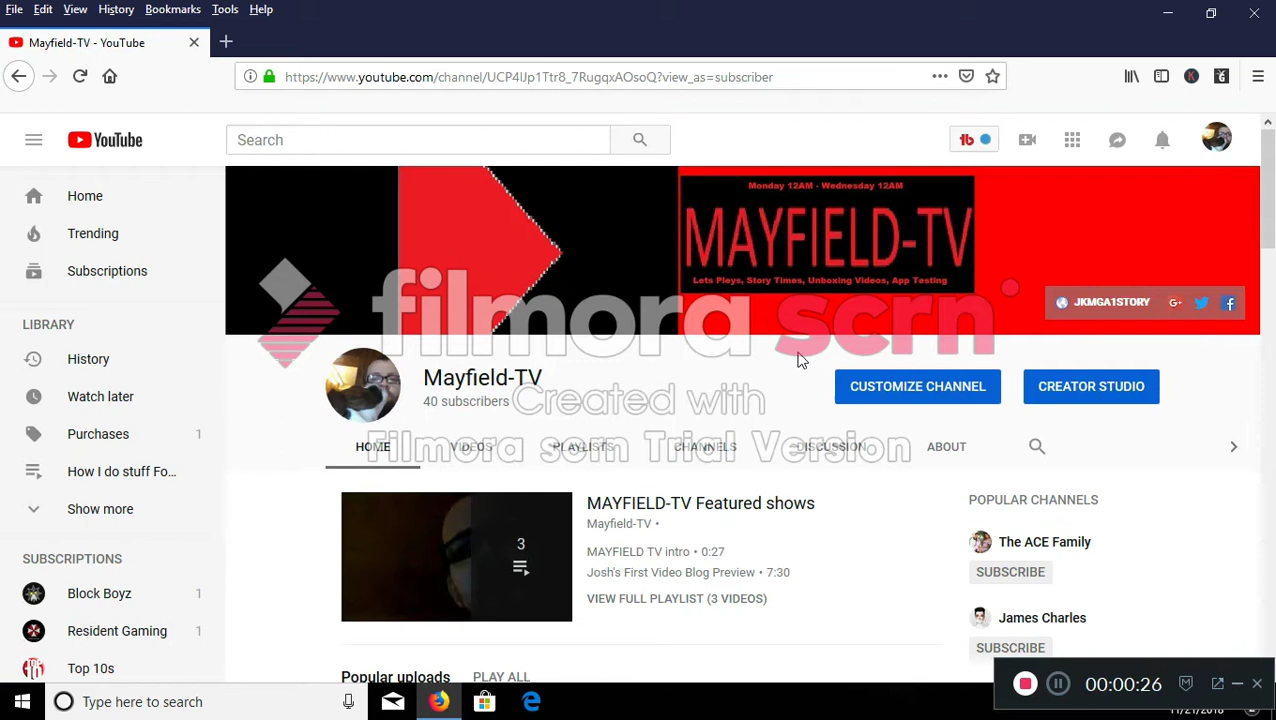 File Edit View History Bookmarks Tools Help
Mayfield-TV - YouTube
https://www.youtube.com/channel/UCP4lJp1Ttr8_7RugqxAOsoQ?view_as=subscriber
YouTube
Search
Home
Trending
Subscriptions
LIBRARY
History
Watch later
Purchases 1
How I do stuff Fo...
Show more
SUBSCRIPTIONS
Block Boyz 1
Resident Gaming 1
Top 10s
Monday 12AM - Wednesday 12AM
MAYFIELD-TV
Lets Pleys, Story Times, Unboxing Videos, App Testing
JKMGA1STORY
filmora scrn
Created with
Filmora scrn Trial Version
Mayfield-TV
40 subscribers
CUSTOMIZE CHANNEL
CREATOR STUDIO
HOME VIDEOS PLAYLISTS CHANNELS DISCUSSION ABOUT
3
MAYFIELD-TV Featured shows
Mayfield-TV •
MAYFIELD TV intro • 0:27
Josh's First Video Blog Preview • 7:30
VIEW FULL PLAYLIST (3 VIDEOS)
Popular uploads PLAY ALL
POPULAR CHANNELS
The ACE Family
SUBSCRIBE
James Charles
SUBSCRIBE
00:00:26
Type here to search
11/21/2018